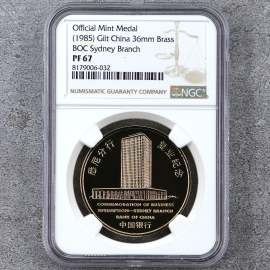 Official Mint Medal
(1985) Gilt China 36mm Brass
BOC Sydney Branch
PF 67
8179006-032
NUMISMATIC GUARANTY COMPANY
NGC
悉尼分行 复业纪念
COMMEMORATION OF BUSINESS
RESUMPTION—SYDNEY BRANCH
BANK OF CHINA
中国银行